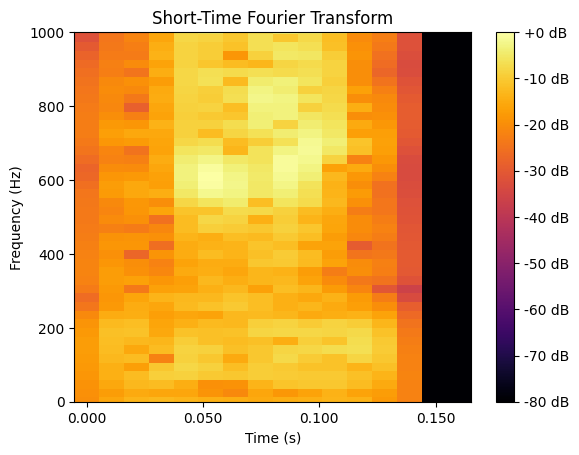 Short-Time Fourier Transform
1000
800
600
400
200
0
Frequency (Hz)
0.000
0.050
0.100
0.150
Time (s)
+0 dB
-10 dB
-20 dB
-30 dB
-40 dB
-50 dB
-60 dB
-70 dB
-80 dB